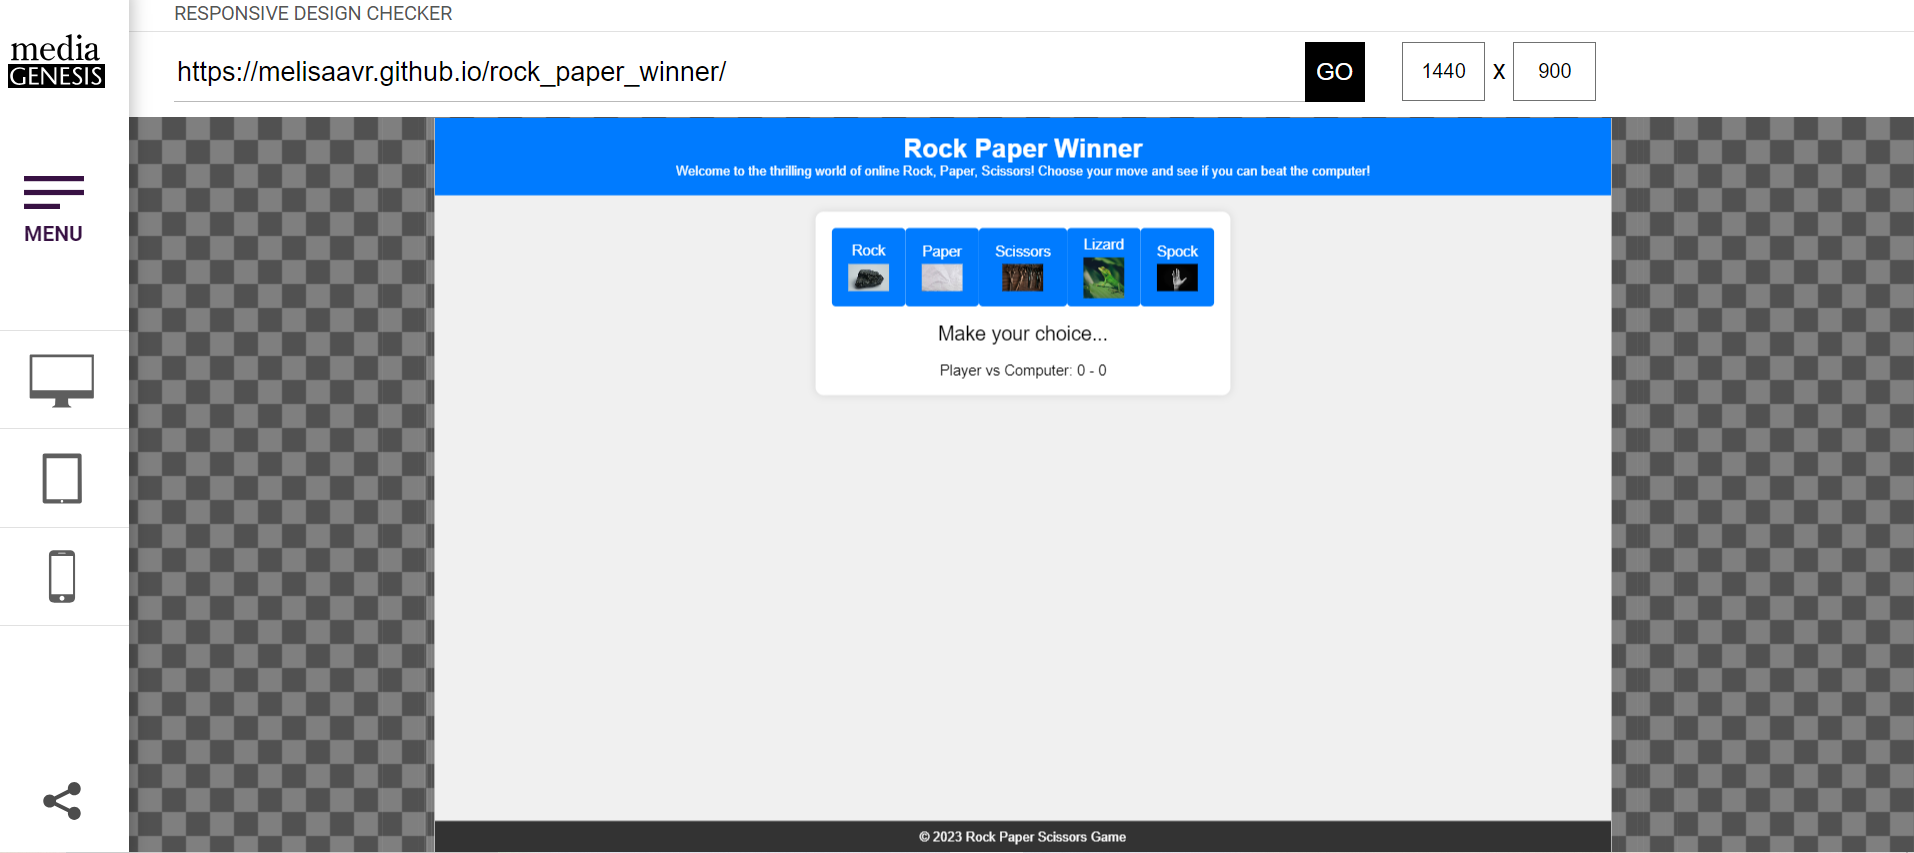 RESPONSIVE DESIGN CHECKER
media
GENESIS
https://melisaavr.github.io/rock_paper_winner/
GO
1440 X 900
MENU
Rock Paper Winner
Welcome to the thrilling world of online Rock, Paper, Scissors! Choose your move and see if you can beat the computer!
Rock Paper Scissors Lizard Spock
Make your choice...
Player vs Computer: 0 - 0
© 2023 Rock Paper Scissors Game